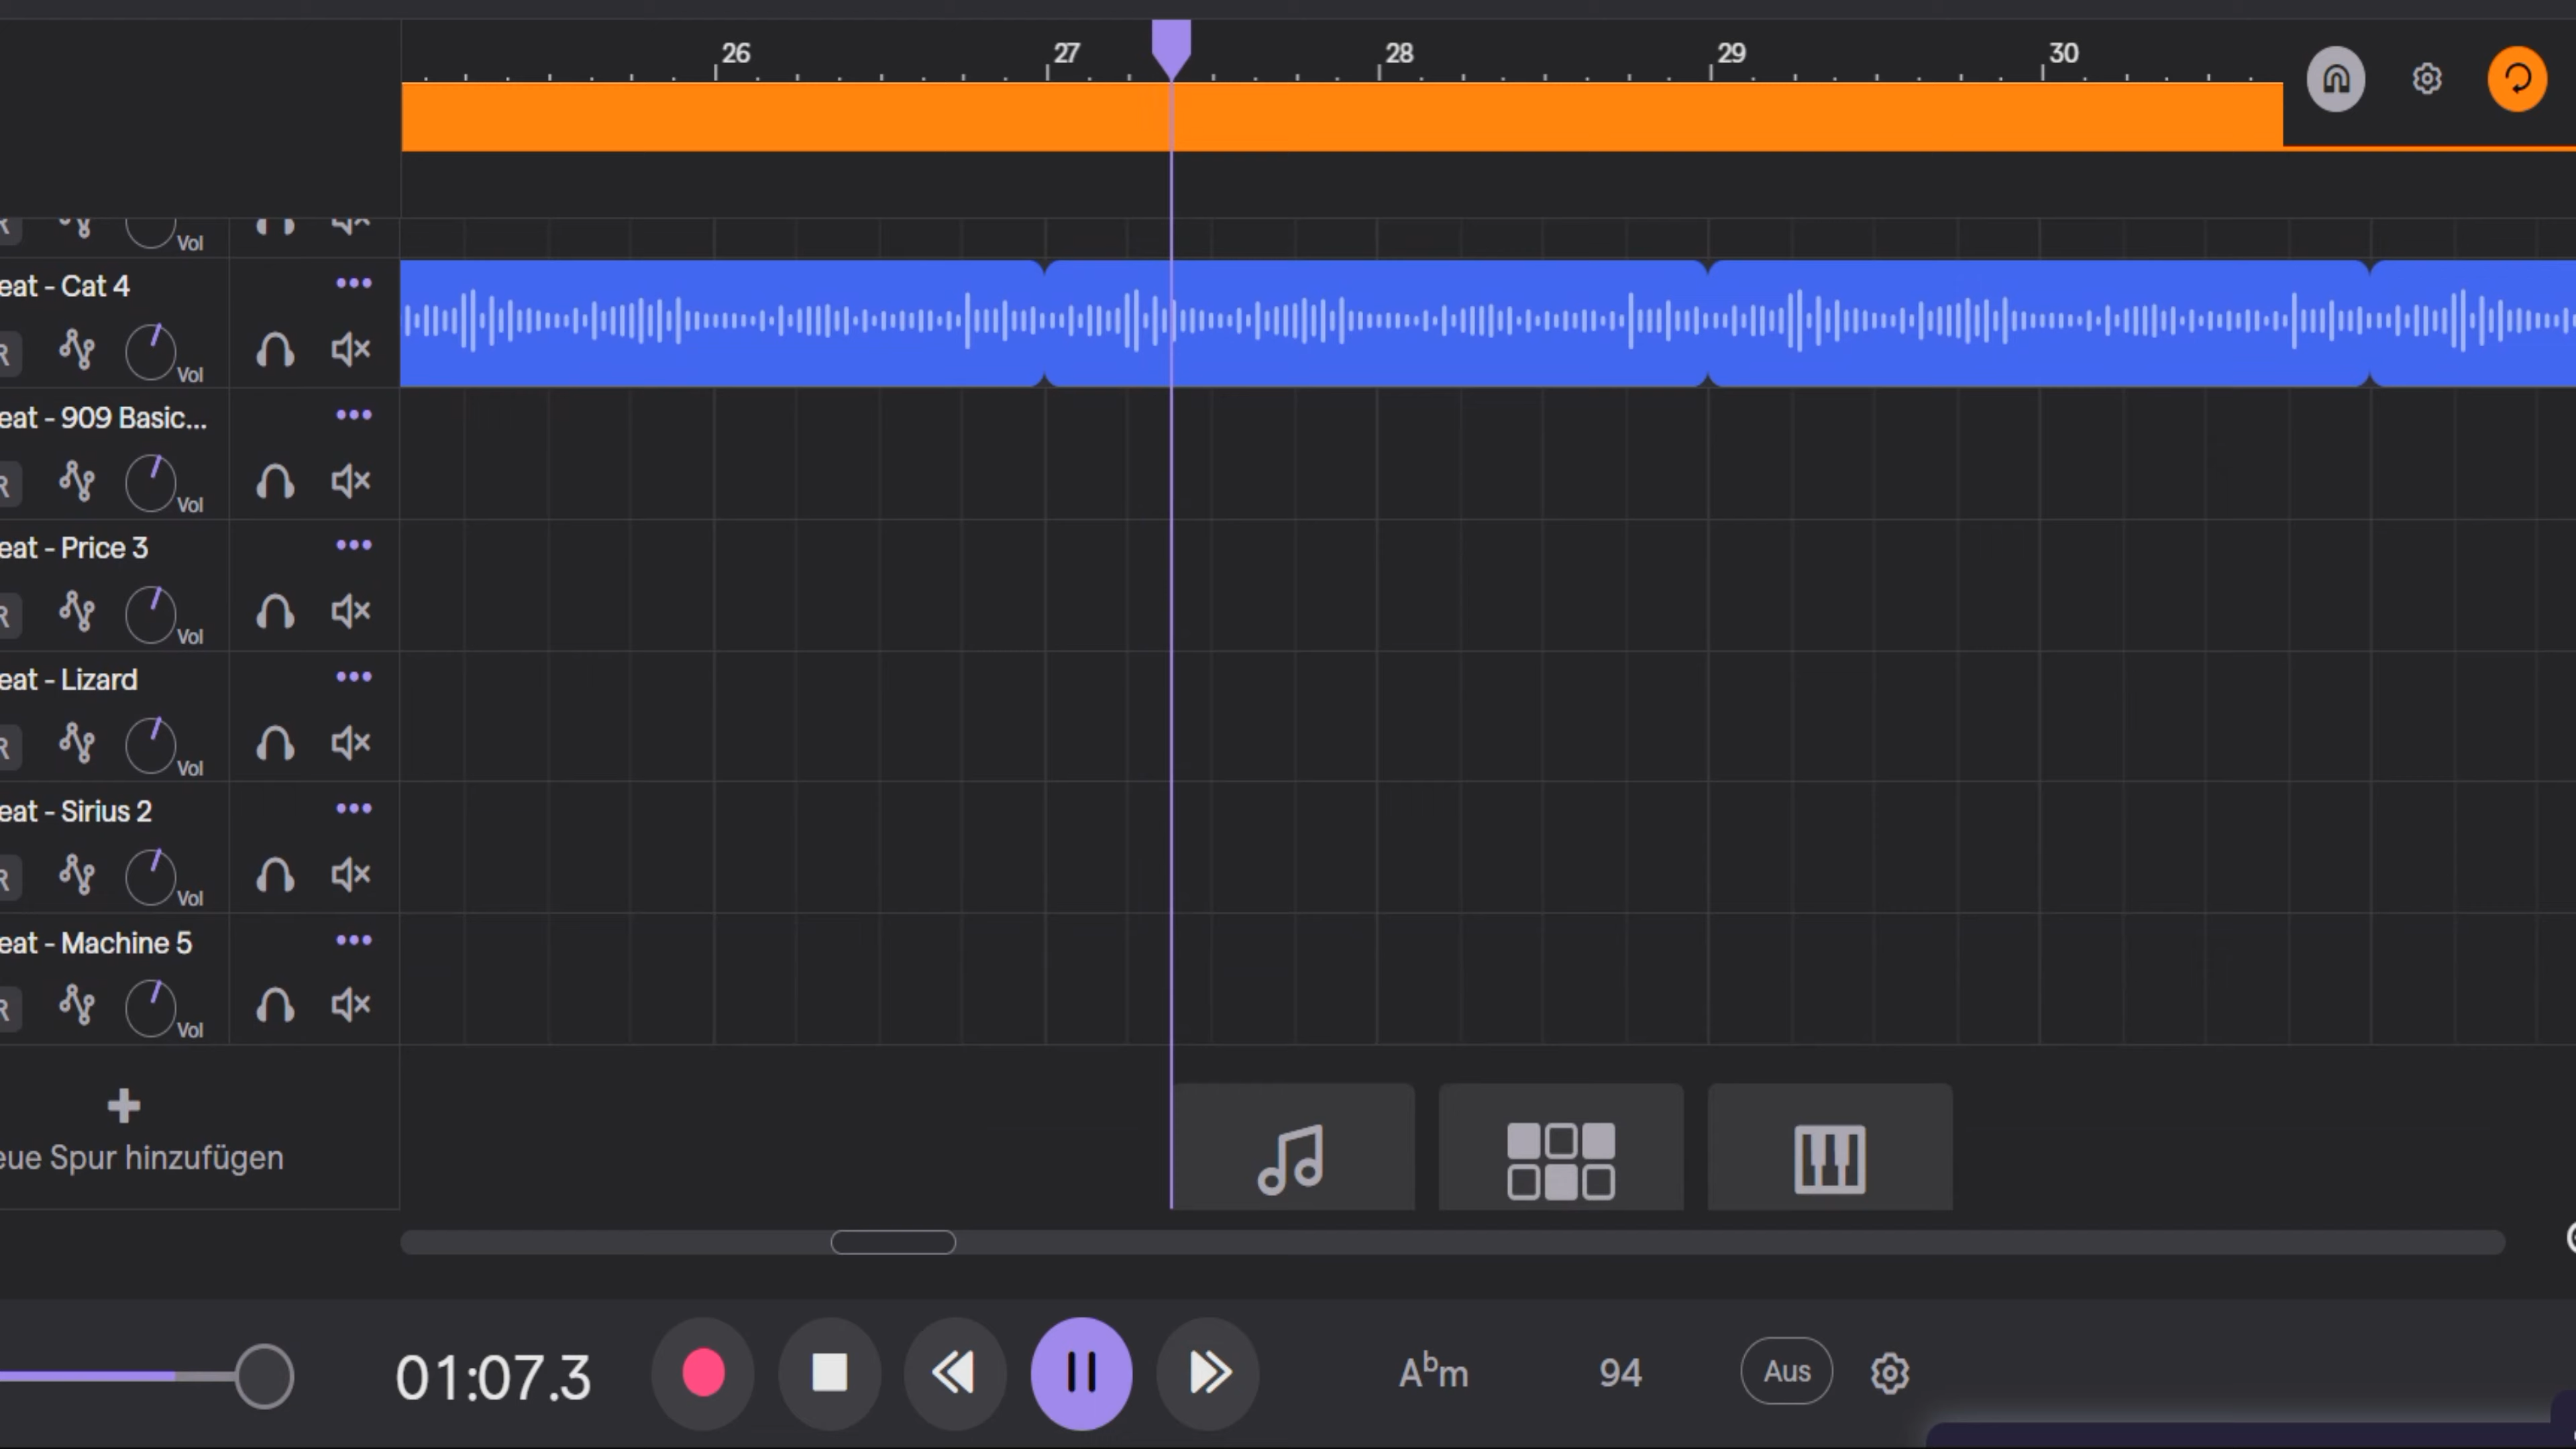 26 27 28 29 30
Vol
eat - Cat 4
R Vol
eat - 909 Basic...
R Vol
eat - Price 3
R Vol
eat - Lizard
R Vol
eat - Sirius 2
R Vol
eat - Machine 5
R Vol
eue Spur hinzufügen
01:07.3 A♭m 94 Aus